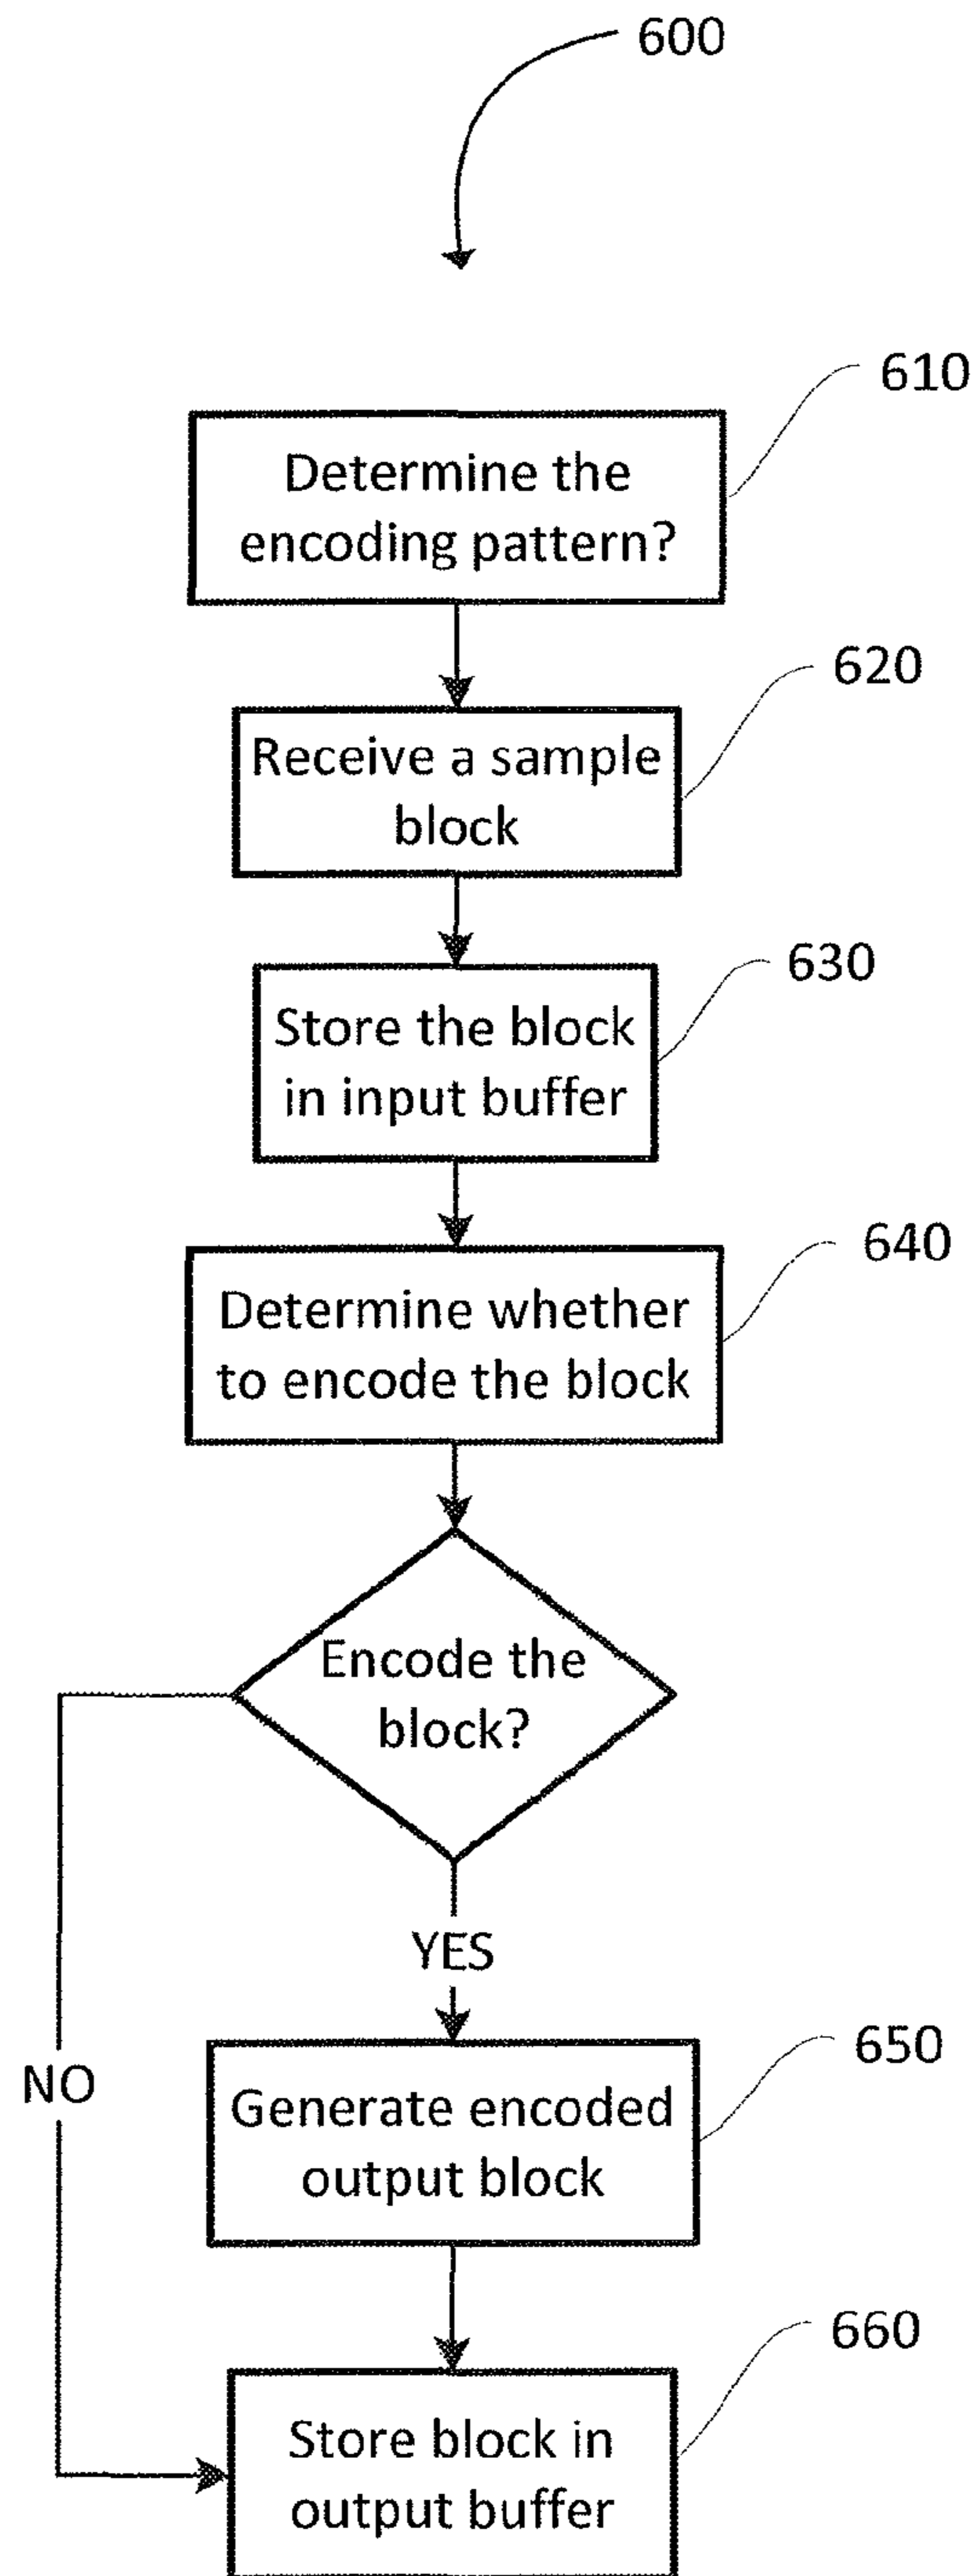 600
610
Determine the
encoding pattern?
620
Receive a sample
block
630
Store the block
in input buffer
640
Determine whether
to encode the block
Encode the
block?
YES
NO
650
Generate encoded
output block
660
Store block in
output buffer